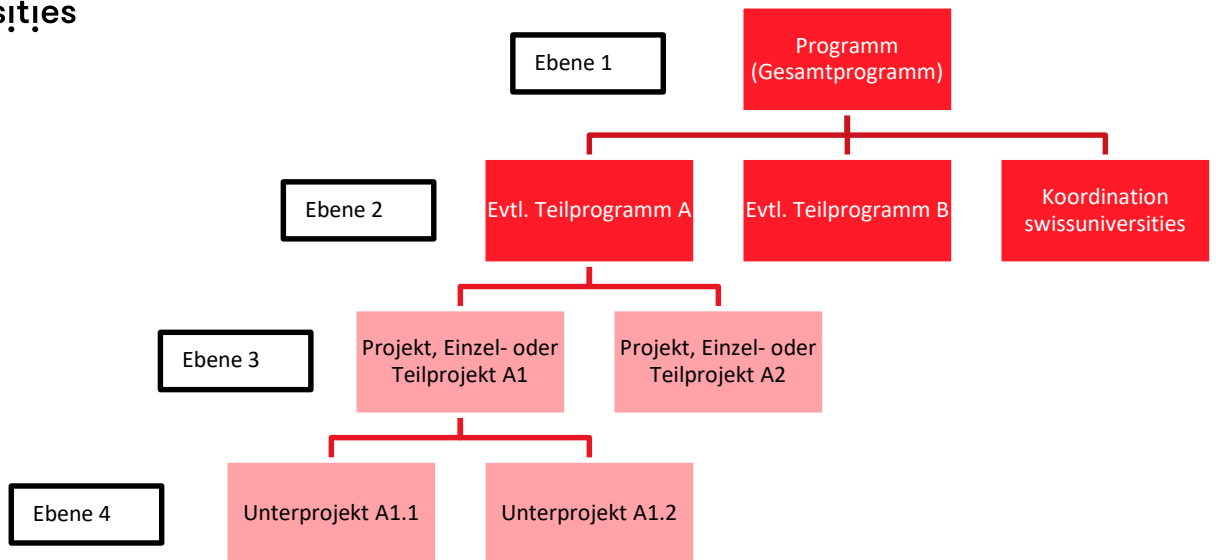 sities
Ebene 1
Programm
(Gesamtprogramm)
Ebene 2
Evtl. Teilprogramm A
Evtl. Teilprogramm B
Koordination
swissuniversities
Ebene 3
Projekt, Einzel- oder
Teilprojekt A1
Projekt, Einzel- oder
Teilprojekt A2
Ebene 4
Unterprojekt A1.1
Unterprojekt A1.2